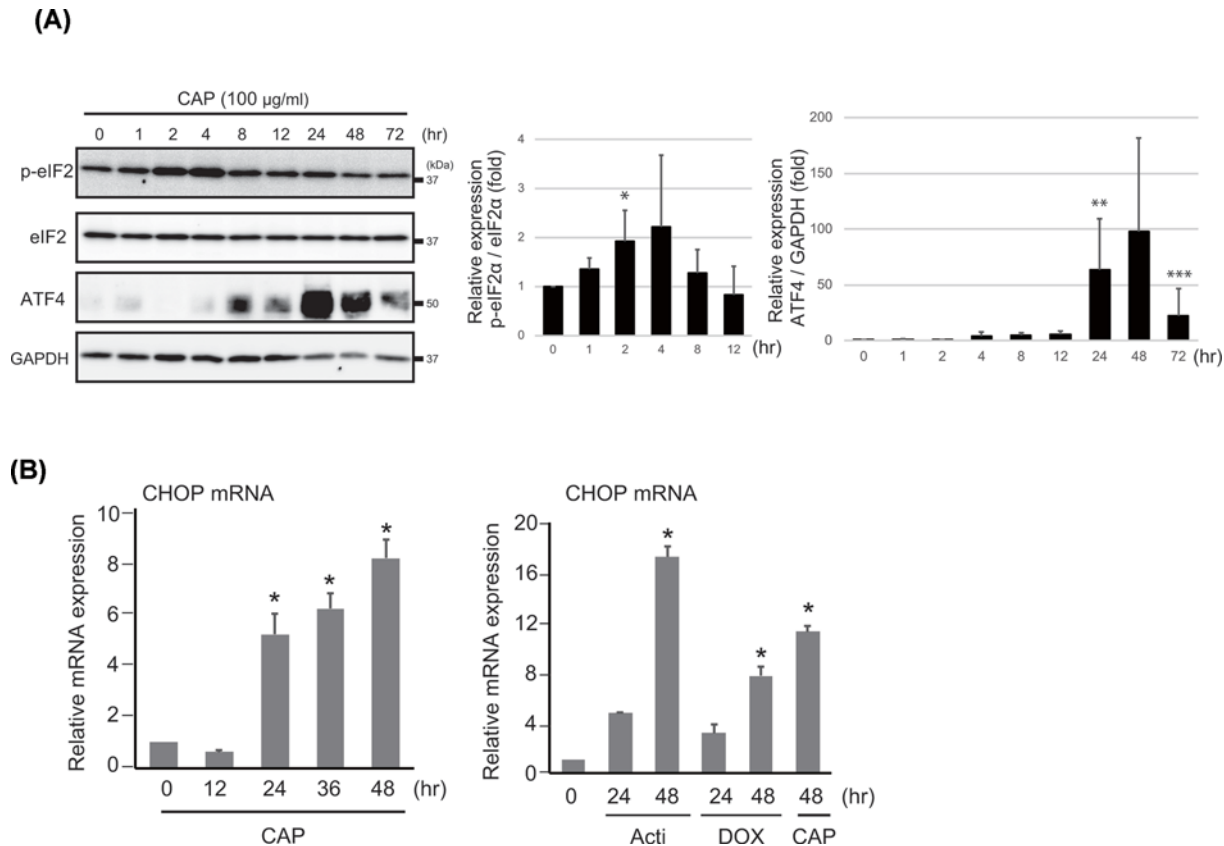 (A)
CAP (100 µg/ml)
0 1 2 4 8 12 24 48 72 (hr)
p-eIF2
(kDa)
37
eIF2
37
ATF4
50
GAPDH
37
Relative expression
p-eIF2α / eIF2α (fold)
4
3
2
1
0
*
0 1 2 4 8 12 (hr)
Relative expression
ATF4 / GAPDH (fold)
200
150
100
50
0
** ***
0 1 2 4 8 12 24 48 72 (hr)
(B)
CHOP mRNA
Relative mRNA expression
10
8
6
4
2
0
* * *
0 12 24 36 48 (hr)
CAP
CHOP mRNA
Relative mRNA expression
20
16
12
8
4
0
* * *
0 24 48 24 48 48 (hr)
Acti DOX CAP